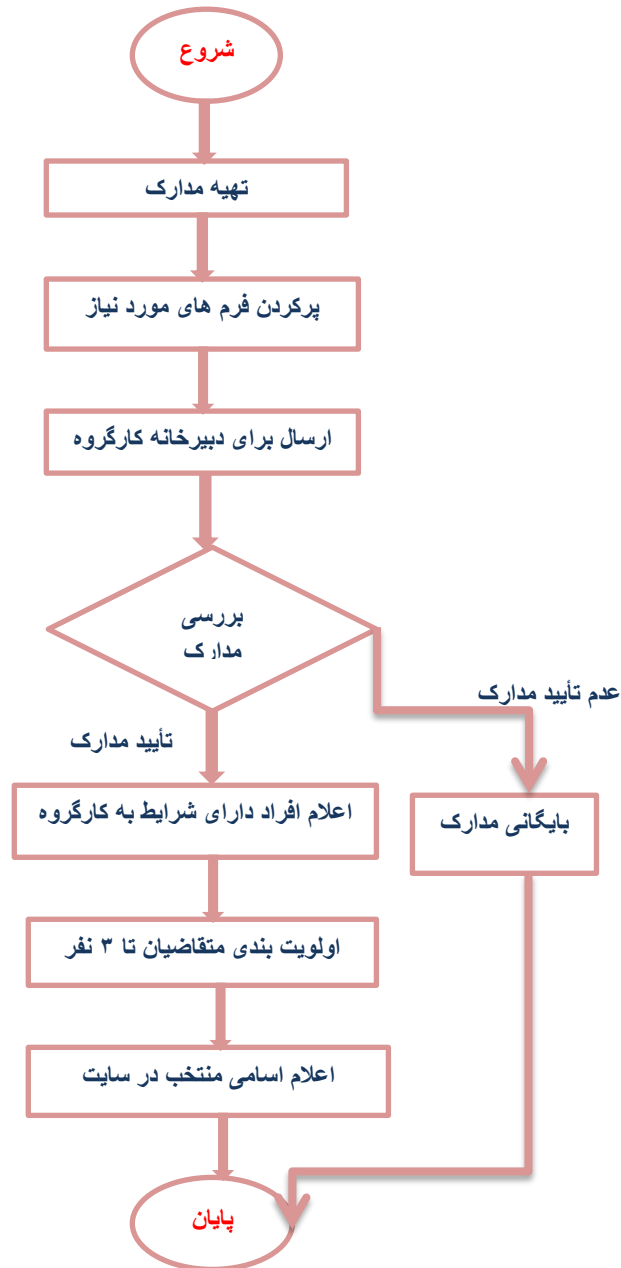 شروع
تهیه مدارک
پرکردن فرم های مورد نیاز
ارسال برای دبیرخانه کارگروه
بررسی
مدارک
عدم تأیید مدارک
تأیید مدارک
اعلام افراد دارای شرایط به کارگروه
بایگانی مدارک
اولویت بندی متقاضیان تا ۳ نفر
اعلام اسامی منتخب در سایت
پایان